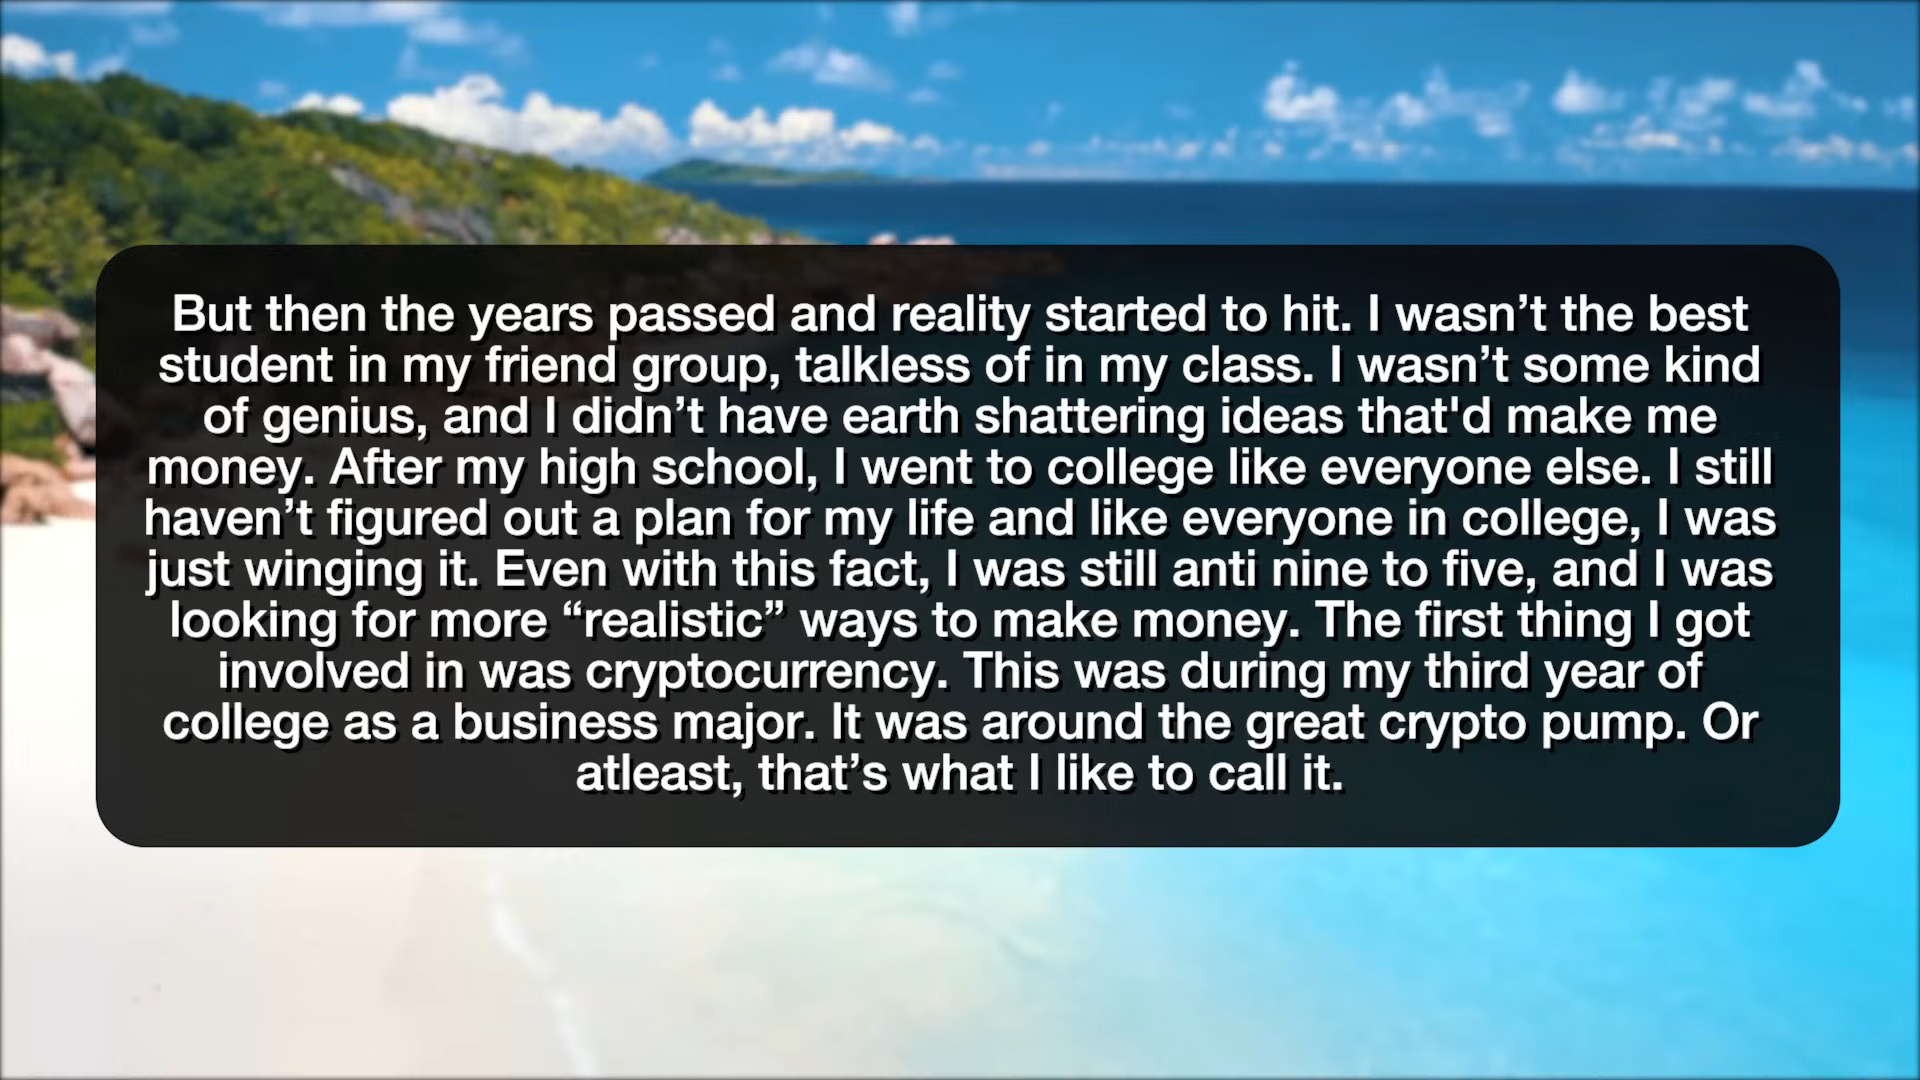 But then the years passed and reality started to hit. I wasn’t the best
student in my friend group, talkless of in my class. I wasn’t some kind
of genius, and I didn’t have earth shattering ideas that'd make me
money. After my high school, I went to college like everyone else. I still
haven’t figured out a plan for my life and like everyone in college, I was
just winging it. Even with this fact, I was still anti nine to five, and I was
looking for more “realistic” ways to make money. The first thing I got
involved in was cryptocurrency. This was during my third year of
college as a business major. It was around the great crypto pump. Or
atleast, that’s what I like to call it.